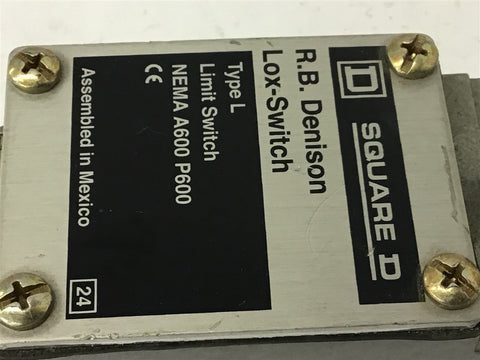 D SQUARE D
R.B. Denison
Lox-Switch
Type L
Limit Switch
NEMA A600 P600
CE
Assembled in Mexico
24